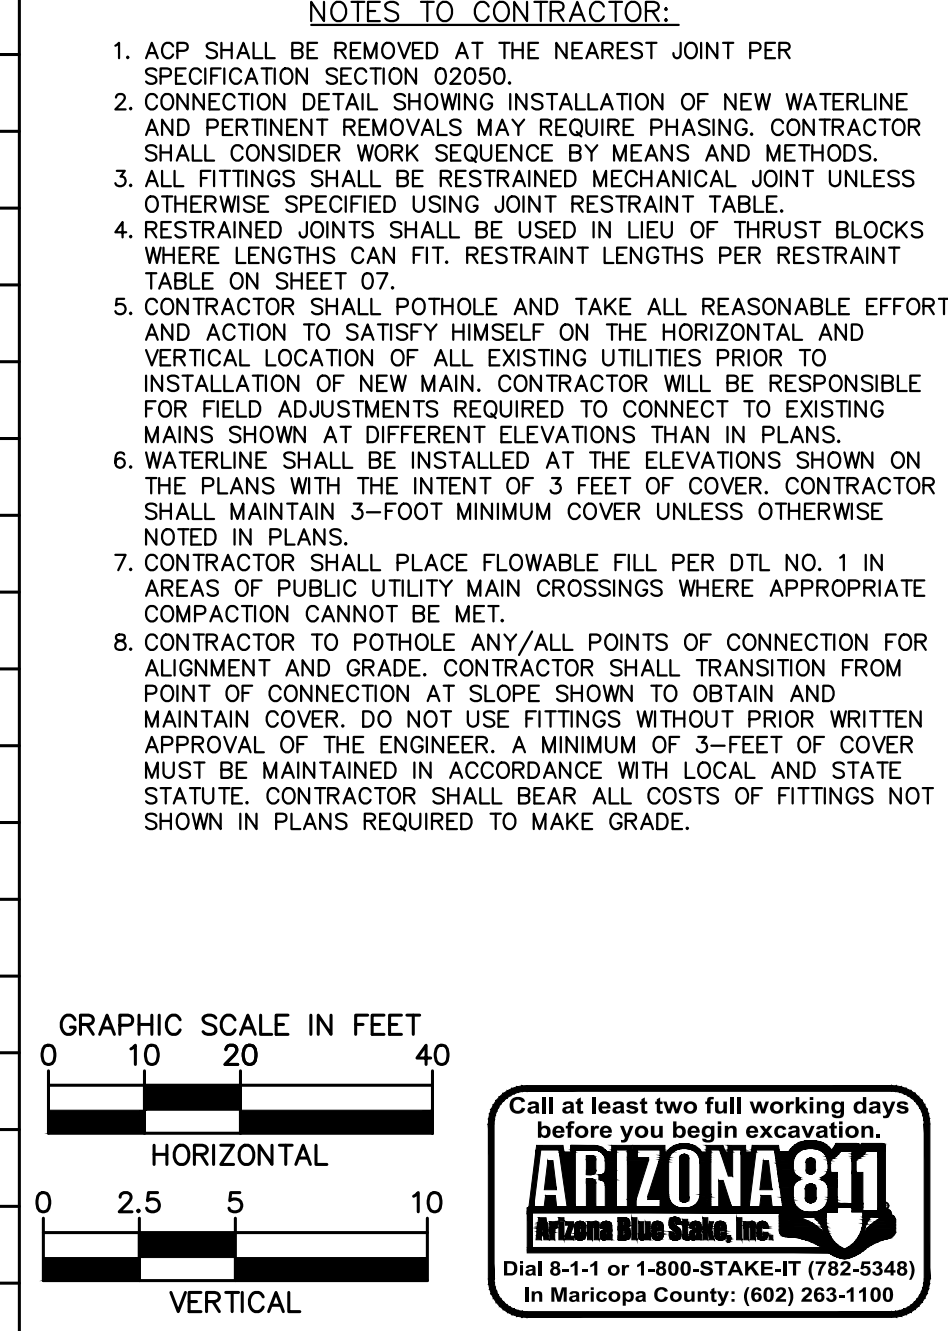 NOTES TO CONTRACTOR:
1. ACP SHALL BE REMOVED AT THE NEAREST JOINT PER
SPECIFICATION SECTION 02050.
2. CONNECTION DETAIL SHOWING INSTALLATION OF NEW WATERLINE
AND PERTINENT REMOVALS MAY REQUIRE PHASING. CONTRACTOR
SHALL CONSIDER WORK SEQUENCE BY MEANS AND METHODS.
3. ALL FITTINGS SHALL BE RESTRAINED MECHANICAL JOINT UNLESS
OTHERWISE SPECIFIED USING JOINT RESTRAINT TABLE.
4. RESTRAINED JOINTS SHALL BE USED IN LIEU OF THRUST BLOCKS
WHERE LENGTHS CAN FIT. RESTRAINT LENGTHS PER RESTRAINT
TABLE ON SHEET 07.
5. CONTRACTOR SHALL POTHOLE AND TAKE ALL REASONABLE EFFORT
AND ACTION TO SATISFY HIMSELF ON THE HORIZONTAL AND
VERTICAL LOCATION OF ALL EXISTING UTILITIES PRIOR TO
INSTALLATION OF NEW MAIN. CONTRACTOR WILL BE RESPONSIBLE
FOR FIELD ADJUSTMENTS REQUIRED TO CONNECT TO EXISTING
MAINS SHOWN AT DIFFERENT ELEVATIONS THAN IN PLANS.
6. WATERLINE SHALL BE INSTALLED AT THE ELEVATIONS SHOWN ON
THE PLANS WITH THE INTENT OF 3 FEET OF COVER. CONTRACTOR
SHALL MAINTAIN 3-FOOT MINIMUM COVER UNLESS OTHERWISE
NOTED IN PLANS.
7. CONTRACTOR SHALL PLACE FLOWABLE FILL PER DTL NO. 1 IN
AREAS OF PUBLIC UTILITY MAIN CROSSINGS WHERE APPROPRIATE
COMPACTION CANNOT BE MET.
8. CONTRACTOR TO POTHOLE ANY/ALL POINTS OF CONNECTION FOR
ALIGNMENT AND GRADE. CONTRACTOR SHALL TRANSITION FROM
POINT OF CONNECTION AT SLOPE SHOWN TO OBTAIN AND
MAINTAIN COVER. DO NOT USE FITTINGS WITHOUT PRIOR WRITTEN
APPROVAL OF THE ENGINEER. A MINIMUM OF 3-FEET OF COVER
MUST BE MAINTAINED IN ACCORDANCE WITH LOCAL AND STATE
STATUTE. CONTRACTOR SHALL BEAR ALL COSTS OF FITTINGS NOT
SHOWN IN PLANS REQUIRED TO MAKE GRADE.
GRAPHIC SCALE IN FEET
0 10 20 40
HORIZONTAL
0 2.5 5 10
VERTICAL
Call at least two full working days
before you begin excavation.
ARIZONA811
Arizona Blue Stake, Inc.
Dial 8-1-1 or 1-800-STAKE-IT (782-5348)
In Maricopa County: (602) 263-1100